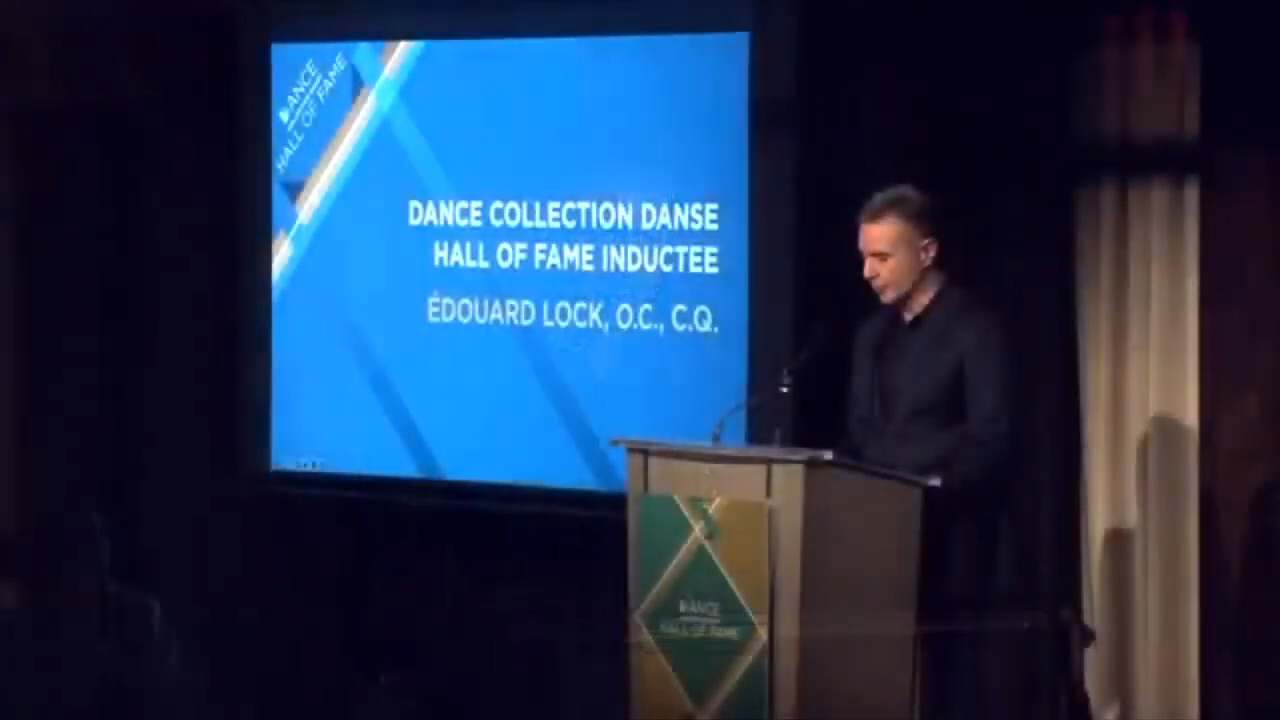 DANCE
HALL OF FAME
DANCE COLLECTION DANSE
HALL OF FAME INDUCTEE
ÉDOUARD LOCK, O.C., C.Q.
DANCE
HALL OF FAME